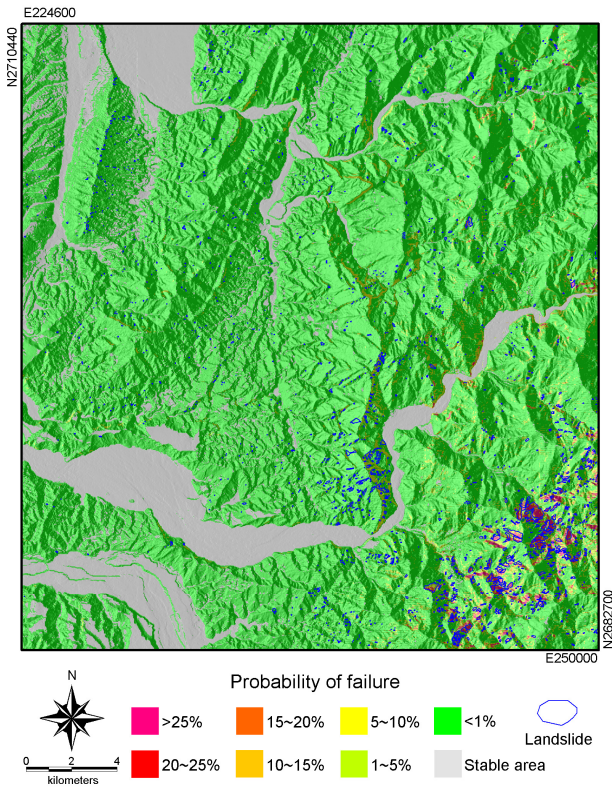 E224600
N2710440
N2682700
E250000
Probability of failure
N
>25%
15~20%
5~10%
<1%
Landslide
20~25%
10~15%
1~5%
Stable area
0 2 4
kilometers